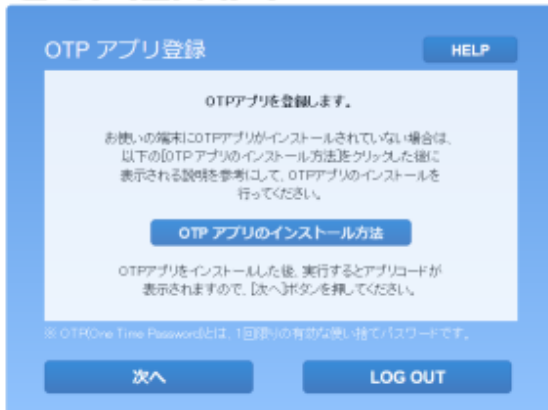 OTP アプリ登録
HELP
OTPアプリを登録します。
お使いの端末にOTPアプリがインストールされていない場合は、
以下の[OTP アプリのインストール方法]をクリックした後に
表示される説明を参考にして、OTPアプリのインストールを
行ってください。
OTP アプリのインストール方法
OTPアプリをインストールした後、実行するとアプリコードが
表示されますので、[次へ]ボタンを押してください。
※ OTP(One Time Password)とは、1回限りの有効な使い捨てパスワードです。
次へ
LOG OUT